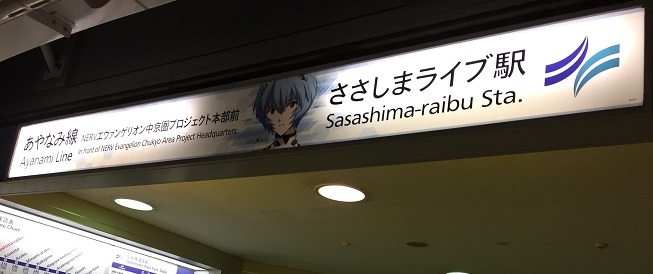 あやなみ線 NERVエヴァンゲリオン中京圏プロジェクト本部前
Ayanami Line in front of NERV Evangelion Chukyo Area Project Headquarters
ささしまライブ駅
Sasashima-raibu Sta.